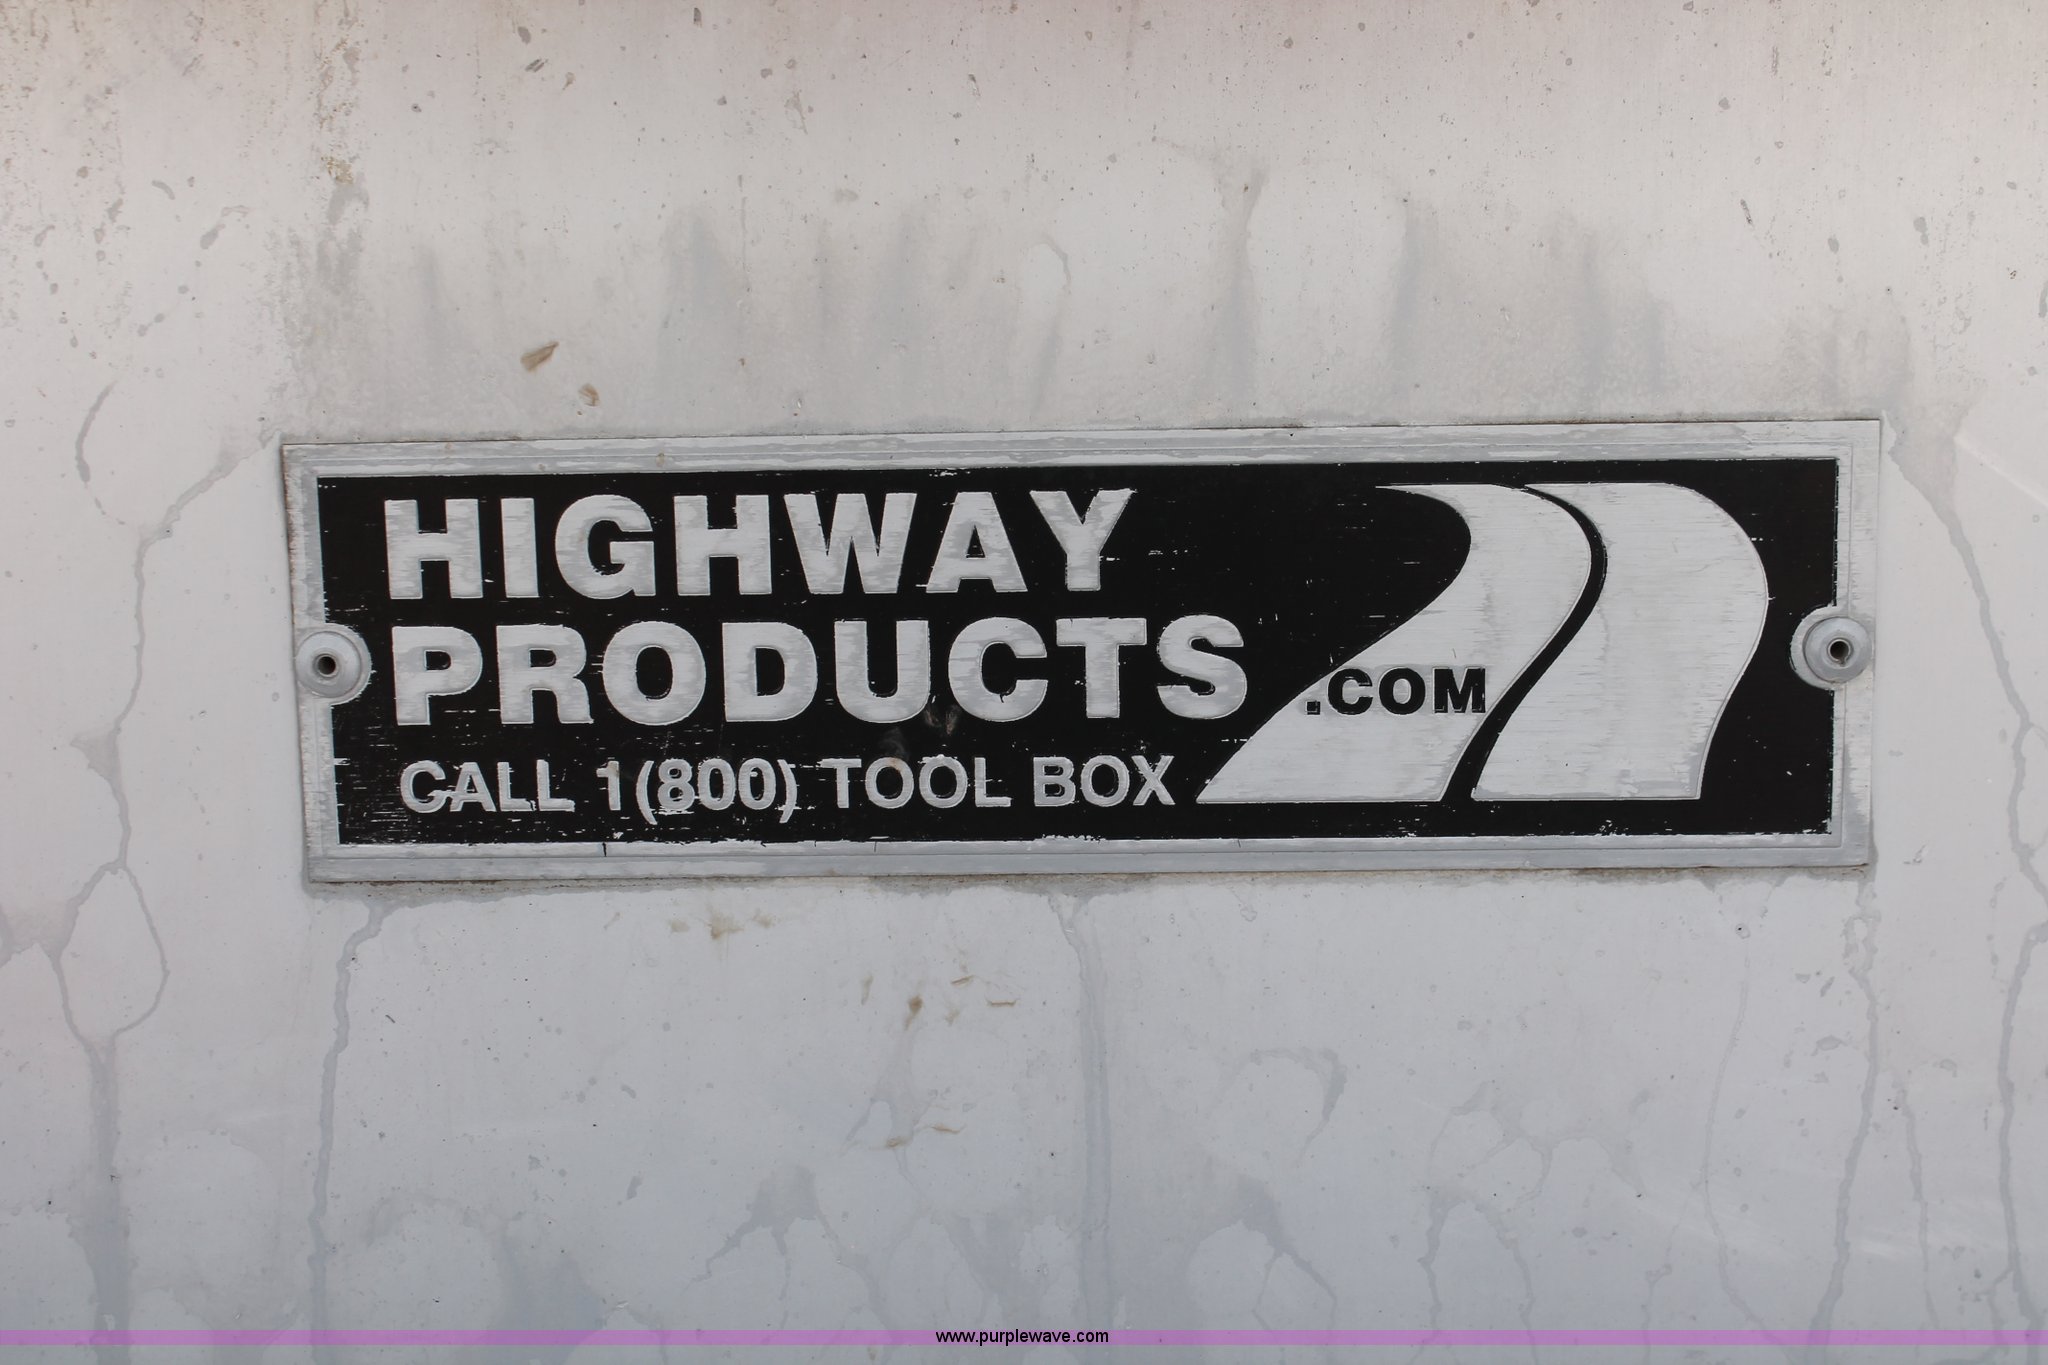 HIGHWAY
PRODUCTS .COM
CALL 1(800) TOOL BOX
www.purplewave.com